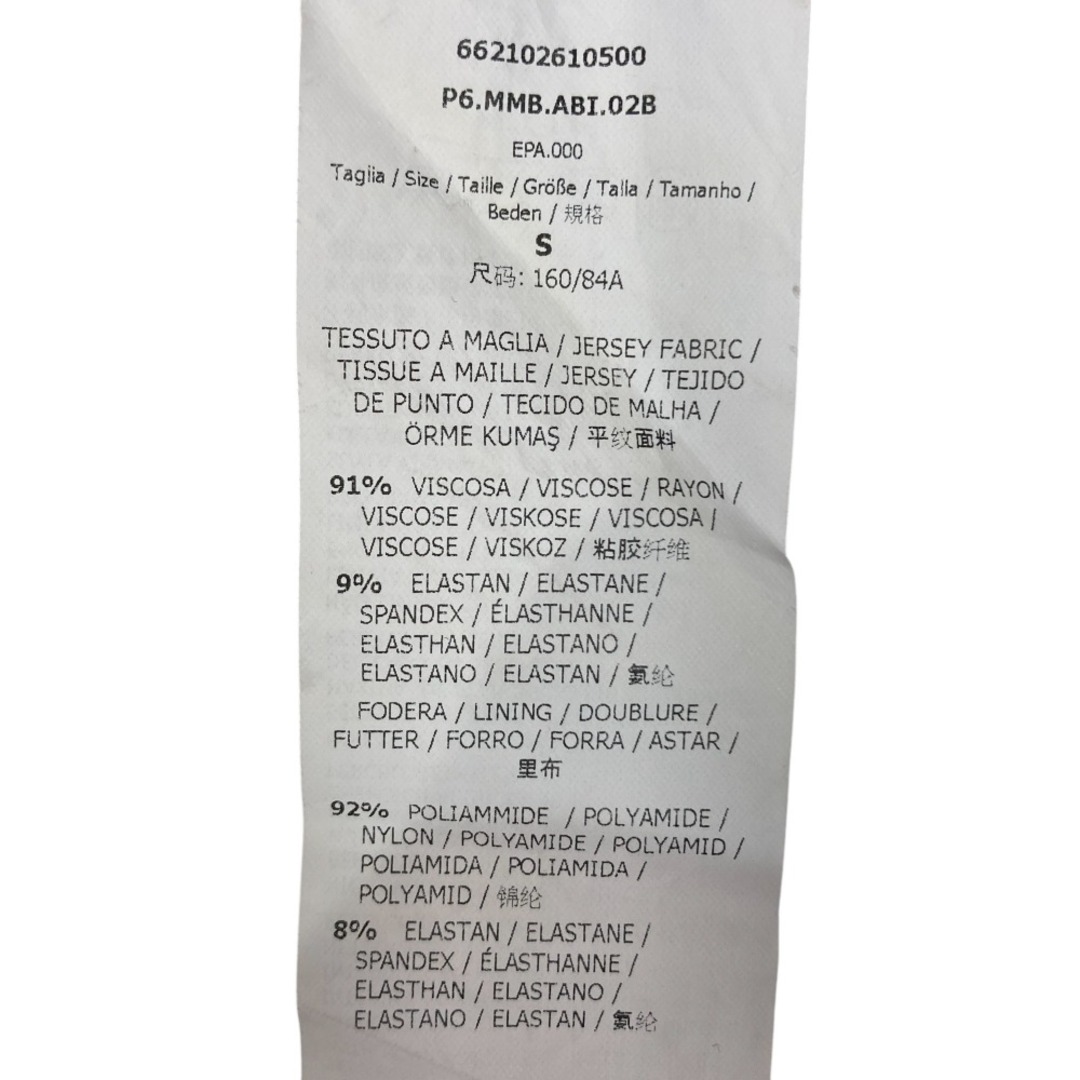 662102610500
P6.MMB.ABI.02B
EPA.000
Taglia / Size / Taille / Größe / Talla / Tamanho /
Beden / 規格
S
尺码: 160/84A
TESSUTO A MAGLIA / JERSEY FABRIC /
TISSUE A MAILLE / JERSEY / TEJIDO
DE PUNTO / TECIDO DE MALHA /
ÖRME KUMAŞ / 平纹面料
91% VISCOSA / VISCOSE / RAYON /
VISCOSE / VISKOSE / VISCOSA /
VISCOSE / VISKOZ / 粘胶纤维
9% ELASTAN / ELASTANE /
SPANDEX / ÉLASTHANNE /
ELASTHAN / ELASTANO /
ELASTANO / ELASTAN / 氨纶
FODERA / LINING / DOUBLURE /
FUTTER / FORRO / FORRA / ASTAR /
里布
92% POLIAMMIDE / POLYAMIDE /
NYLON / POLYAMIDE / POLYAMID /
POLIAMIDA / POLIAMIDA /
POLYAMID / 锦纶
8% ELASTAN / ELASTANE /
SPANDEX / ÉLASTHANNE /
ELASTHAN / ELASTANO /
ELASTANO / ELASTAN / 氨纶